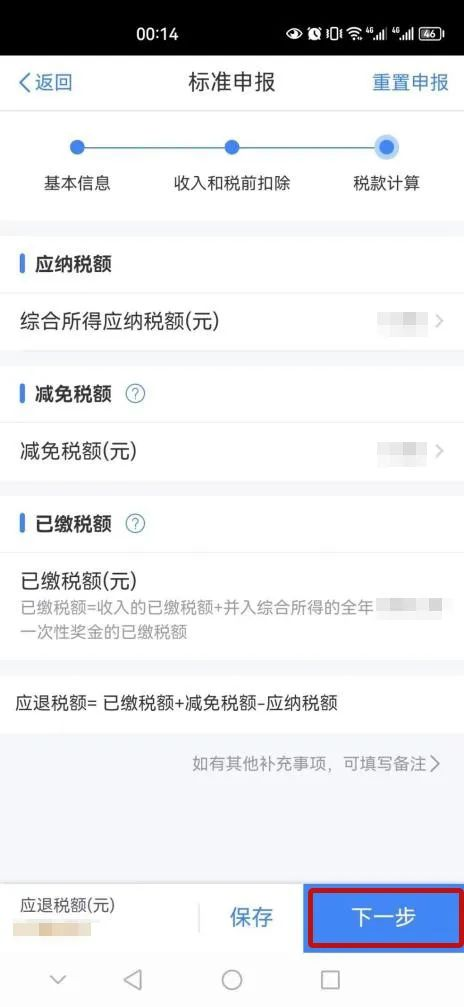 00:14
4G 4G 46
返回 标准申报 重置申报
基本信息 收入和税前扣除 税款计算
应纳税额
综合所得应纳税额(元)
减免税额 ?
减免税额(元)
已缴税额 ?
已缴税额(元)
已缴税额=收入的已缴税额+并入综合所得的全年
一次性奖金的已缴税额
应退税额= 已缴税额+减免税额-应纳税额
如有其他补充事项，可填写备注
应退税额(元)
保存 下一步